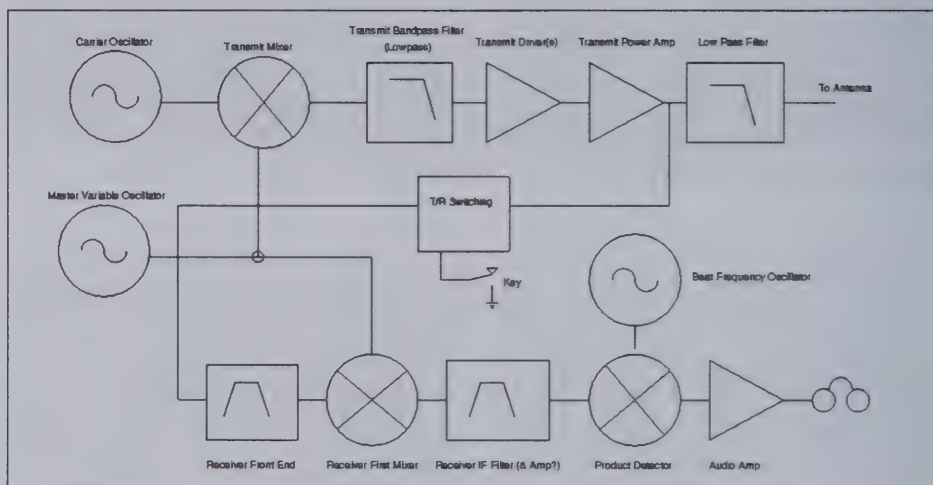 Carrier Oscillator
Transmit Mixer
Transmit Bandpass Filter
(Lowpass)
Transmit Driver(s)
Transmit Power Amp
Low Pass Filter
To Antenna
Master Variable Oscillator
T/R Switching
Key
Beat Frequency Oscillator
Receiver Front End
Receiver First Mixer
Receiver IF Filter (& Amp?)
Product Detector
Audio Amp